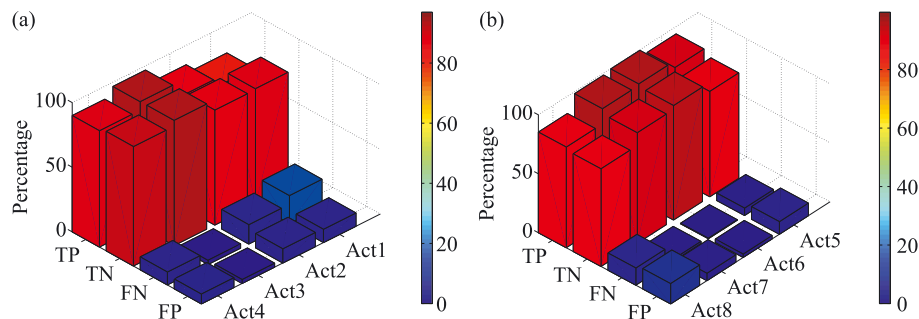 (a)
Percentage
100
50
0
TP
TN
FN
FP
Act4
Act3
Act2
Act1
80
60
40
20
0
(b)
Percentage
100
50
0
TP
TN
FN
FP
Act8
Act7
Act6
Act5
80
60
40
20
0